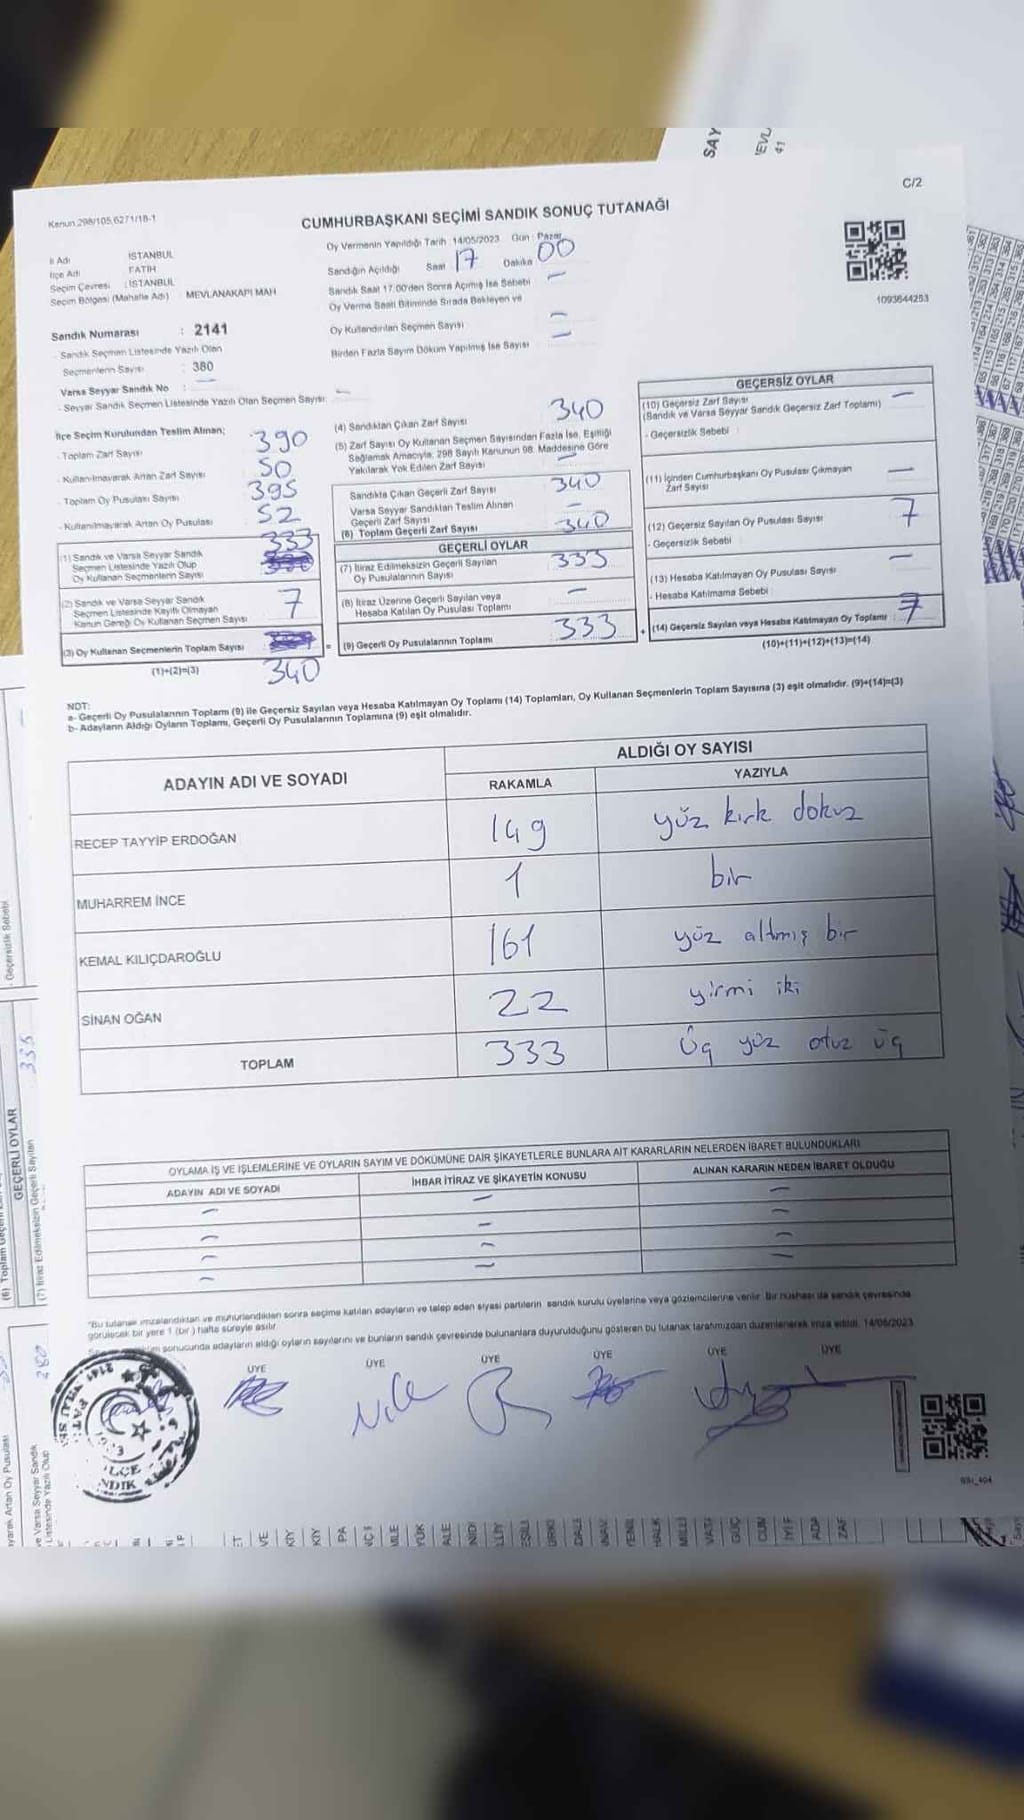 SAY
C/2
Kanun 298/105,6271/18-1
CUMHURBAŞKANI SEÇİMİ SANDIK SONUÇ TUTANAĞI
Oy Vermenin Yapıldığı Tarih 14/05/2023 Gün : Pazar
İl Adı İSTANBUL
İlçe Adı FATİH
Seçim Çevresi : İSTANBUL
Seçim Bölgesi (Mahalle Adı) MEVLANAKAPI MAH
Sandığın Açıldığı Saat 17 Dakika 00
Sandık Saat 17.00'den Sonra Açılmış İse Sebebi –
Oy Verme Saati Bitiminde Sırada Bekleyen ve
Oy Kullandırılan Seçmen Sayısı –
Birden Fazla Sayım Döküm Yapılmış İse Sayısı –
1093644253
Sandık Numarası : 2141
- Sandık Seçmen Listesinde Yazılı Olan
Seçmenlerin Sayısı : 380
Varsa Seyyar Sandık No : –
- Seyyar Sandık Seçmen Listesinde Yazılı Olan Seçmen Sayısı: –
İlçe Seçim Kurulundan Teslim Alınan;
- Toplam Zarf Sayısı 390
- Kullanılmayarak Artan Zarf Sayısı 50
- Toplam Oy Pusulası Sayısı 395
- Kullanılmayarak Artan Oy Pusulası 52
333
(1) Sandık ve Varsa Seyyar Sandık
Seçmen Listesinde Yazılı Olup
Oy Kullanan Seçmenlerin Sayısı
(2) Sandık ve Varsa Seyyar Sandık
Seçmen Listesinde Kayıtlı Olmayan
Kanun Gereği Oy Kullanan Seçmen Sayısı 7
(3) Oy Kullanan Seçmenlerin Toplam Sayısı
(1)+(2)=(3) 340
(4) Sandıktan Çıkan Zarf Sayısı 340
(5) Zarf Sayısı Oy Kullanan Seçmen Sayısından Fazla İse, Eşitliği
Sağlamak Amacıyla; 298 Sayılı Kanunun 98. Maddesine Göre
Yakılarak Yok Edilen Zarf Sayısı –
Sandıkta Çıkan Geçerli Zarf Sayısı 340
Varsa Seyyar Sandıktan Teslim Alınan
Geçerli Zarf Sayısı –
(6) Toplam Geçerli Zarf Sayısı 340
GEÇERLİ OYLAR
(7) İtiraz Edilmeksizin Geçerli Sayılan
Oy Pusulalarının Sayısı 333
(8) İtiraz Üzerine Geçerli Sayılan veya
Hesaba Katılan Oy Pusulası Toplamı –
= (9) Geçerli Oy Pusulalarının Toplamı 333
GEÇERSİZ OYLAR
(10) Geçersiz Zarf Sayısı –
(Sandık ve Varsa Seyyar Sandık Geçersiz Zarf Toplamı)
- Geçersizlik Sebebi :
(11) İçinden Cumhurbaşkanı Oy Pusulası Çıkmayan
Zarf Sayısı –
(12) Geçersiz Sayılan Oy Pusulası Sayısı 7
- Geçersizlik Sebebi :
(13) Hesaba Katılmayan Oy Pusulası Sayısı –
- Hesaba Katılmama Sebebi :
+ (14) Geçersiz Sayılan veya Hesaba Katılmayan Oy Toplamı : 7
(10)+(11)+(12)+(13)=(14)
NOT:
a- Geçerli Oy Pusulalarının Toplamı (9) ile Geçersiz Sayılan veya Hesaba Katılmayan Oy Toplamı (14) Toplamları, Oy Kullanan Seçmenlerin Toplam Sayısına (3) eşit olmalıdır. (9)+(14)=(3)
b- Adayların Aldığı Oyların Toplamı, Geçerli Oy Pusulalarının Toplamına (9) eşit olmalıdır.
ADAYIN ADI VE SOYADI ALDIĞI OY SAYISI
RAKAMLA YAZIYLA
RECEP TAYYİP ERDOĞAN 149 yüz kırk dokuz
MUHARREM İNCE 1 bir
KEMAL KILIÇDAROĞLU 161 yüz altmış bir
SİNAN OĞAN 22 yirmi iki
TOPLAM 333 Üç yüz otuz üç
OYLAMA İŞ VE İŞLEMLERİNE VE OYLARIN SAYIM VE DÖKÜMÜNE DAİR ŞİKAYETLERLE BUNLARA AİT KARARLARIN NELERDEN İBARET BULUNDUKLARI
ADAYIN ADI VE SOYADI İHBAR İTİRAZ VE ŞİKAYETİN KONUSU ALINAN KARARIN NEDEN İBARET OLDUĞU
– – –
– – –
– – –
– – –
"Bu tutanak imzalandıktan ve mühürlendikten sonra seçime katılan adayların ve talep eden siyasi partilerin sandık kurulu üyelerine veya gözlemcilerine verilir. Bir nüshası da sandık çevresinde
görülecek bir yere 1 (bir) hafta süreyle asılır.
sonucunda adayların aldığı oyların sayılarını ve bunların sandık çevresinde bulunanlara duyurulduğunu gösteren bu tutanak tarafımızdan düzenlenerek imza edildi. 14/05/2023
ÜYE ÜYE ÜYE ÜYE ÜYE ÜYE
2141
(6) Toplam Geçerli Zarf
GEÇERLİ OYLAR
(7) İtiraz Edilmeksizin Geçerli Sayılan
- Geçersizlik Sebebi